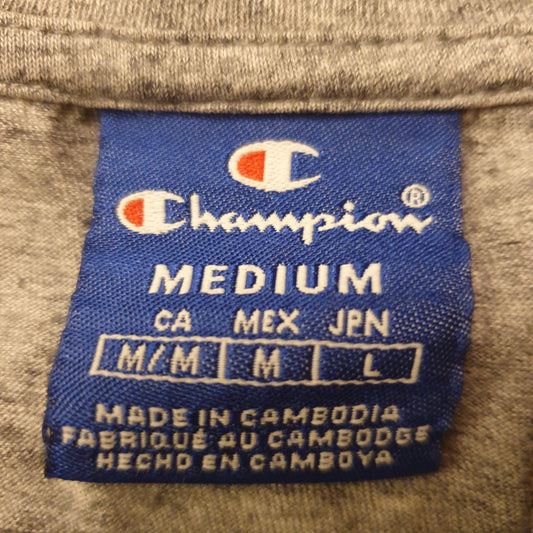 Champion®
MEDIUM
CA MEX JPN
M/M M L
MADE IN CAMBODIA
FABRIQUÉ AU CAMBODGE
HECHO EN CAMBOYA